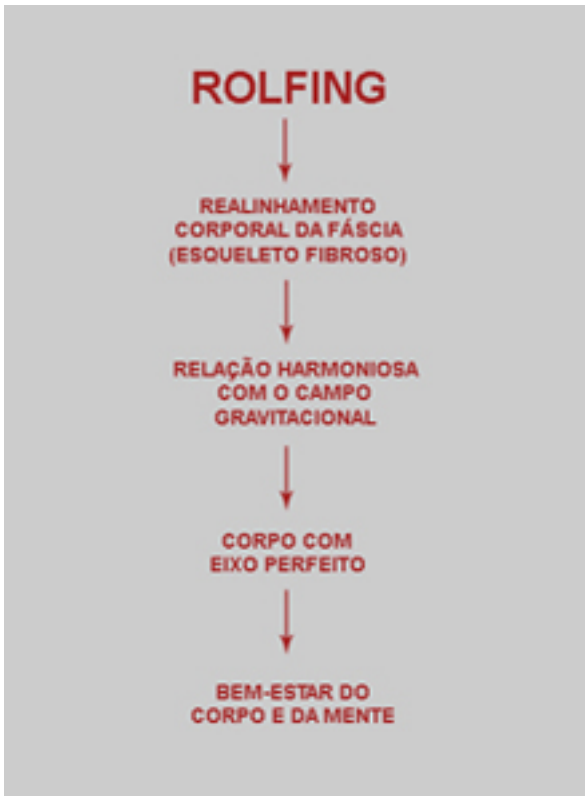 ROLFING
REALINHAMENTO
CORPORAL DA FÁSCIA
(ESQUELETO FIBROSO)
RELAÇÃO HARMONIOSA
COM O CAMPO
GRAVITACIONAL
CORPO COM
EIXO PERFEITO
BEM-ESTAR DO
CORPO E DA MENTE